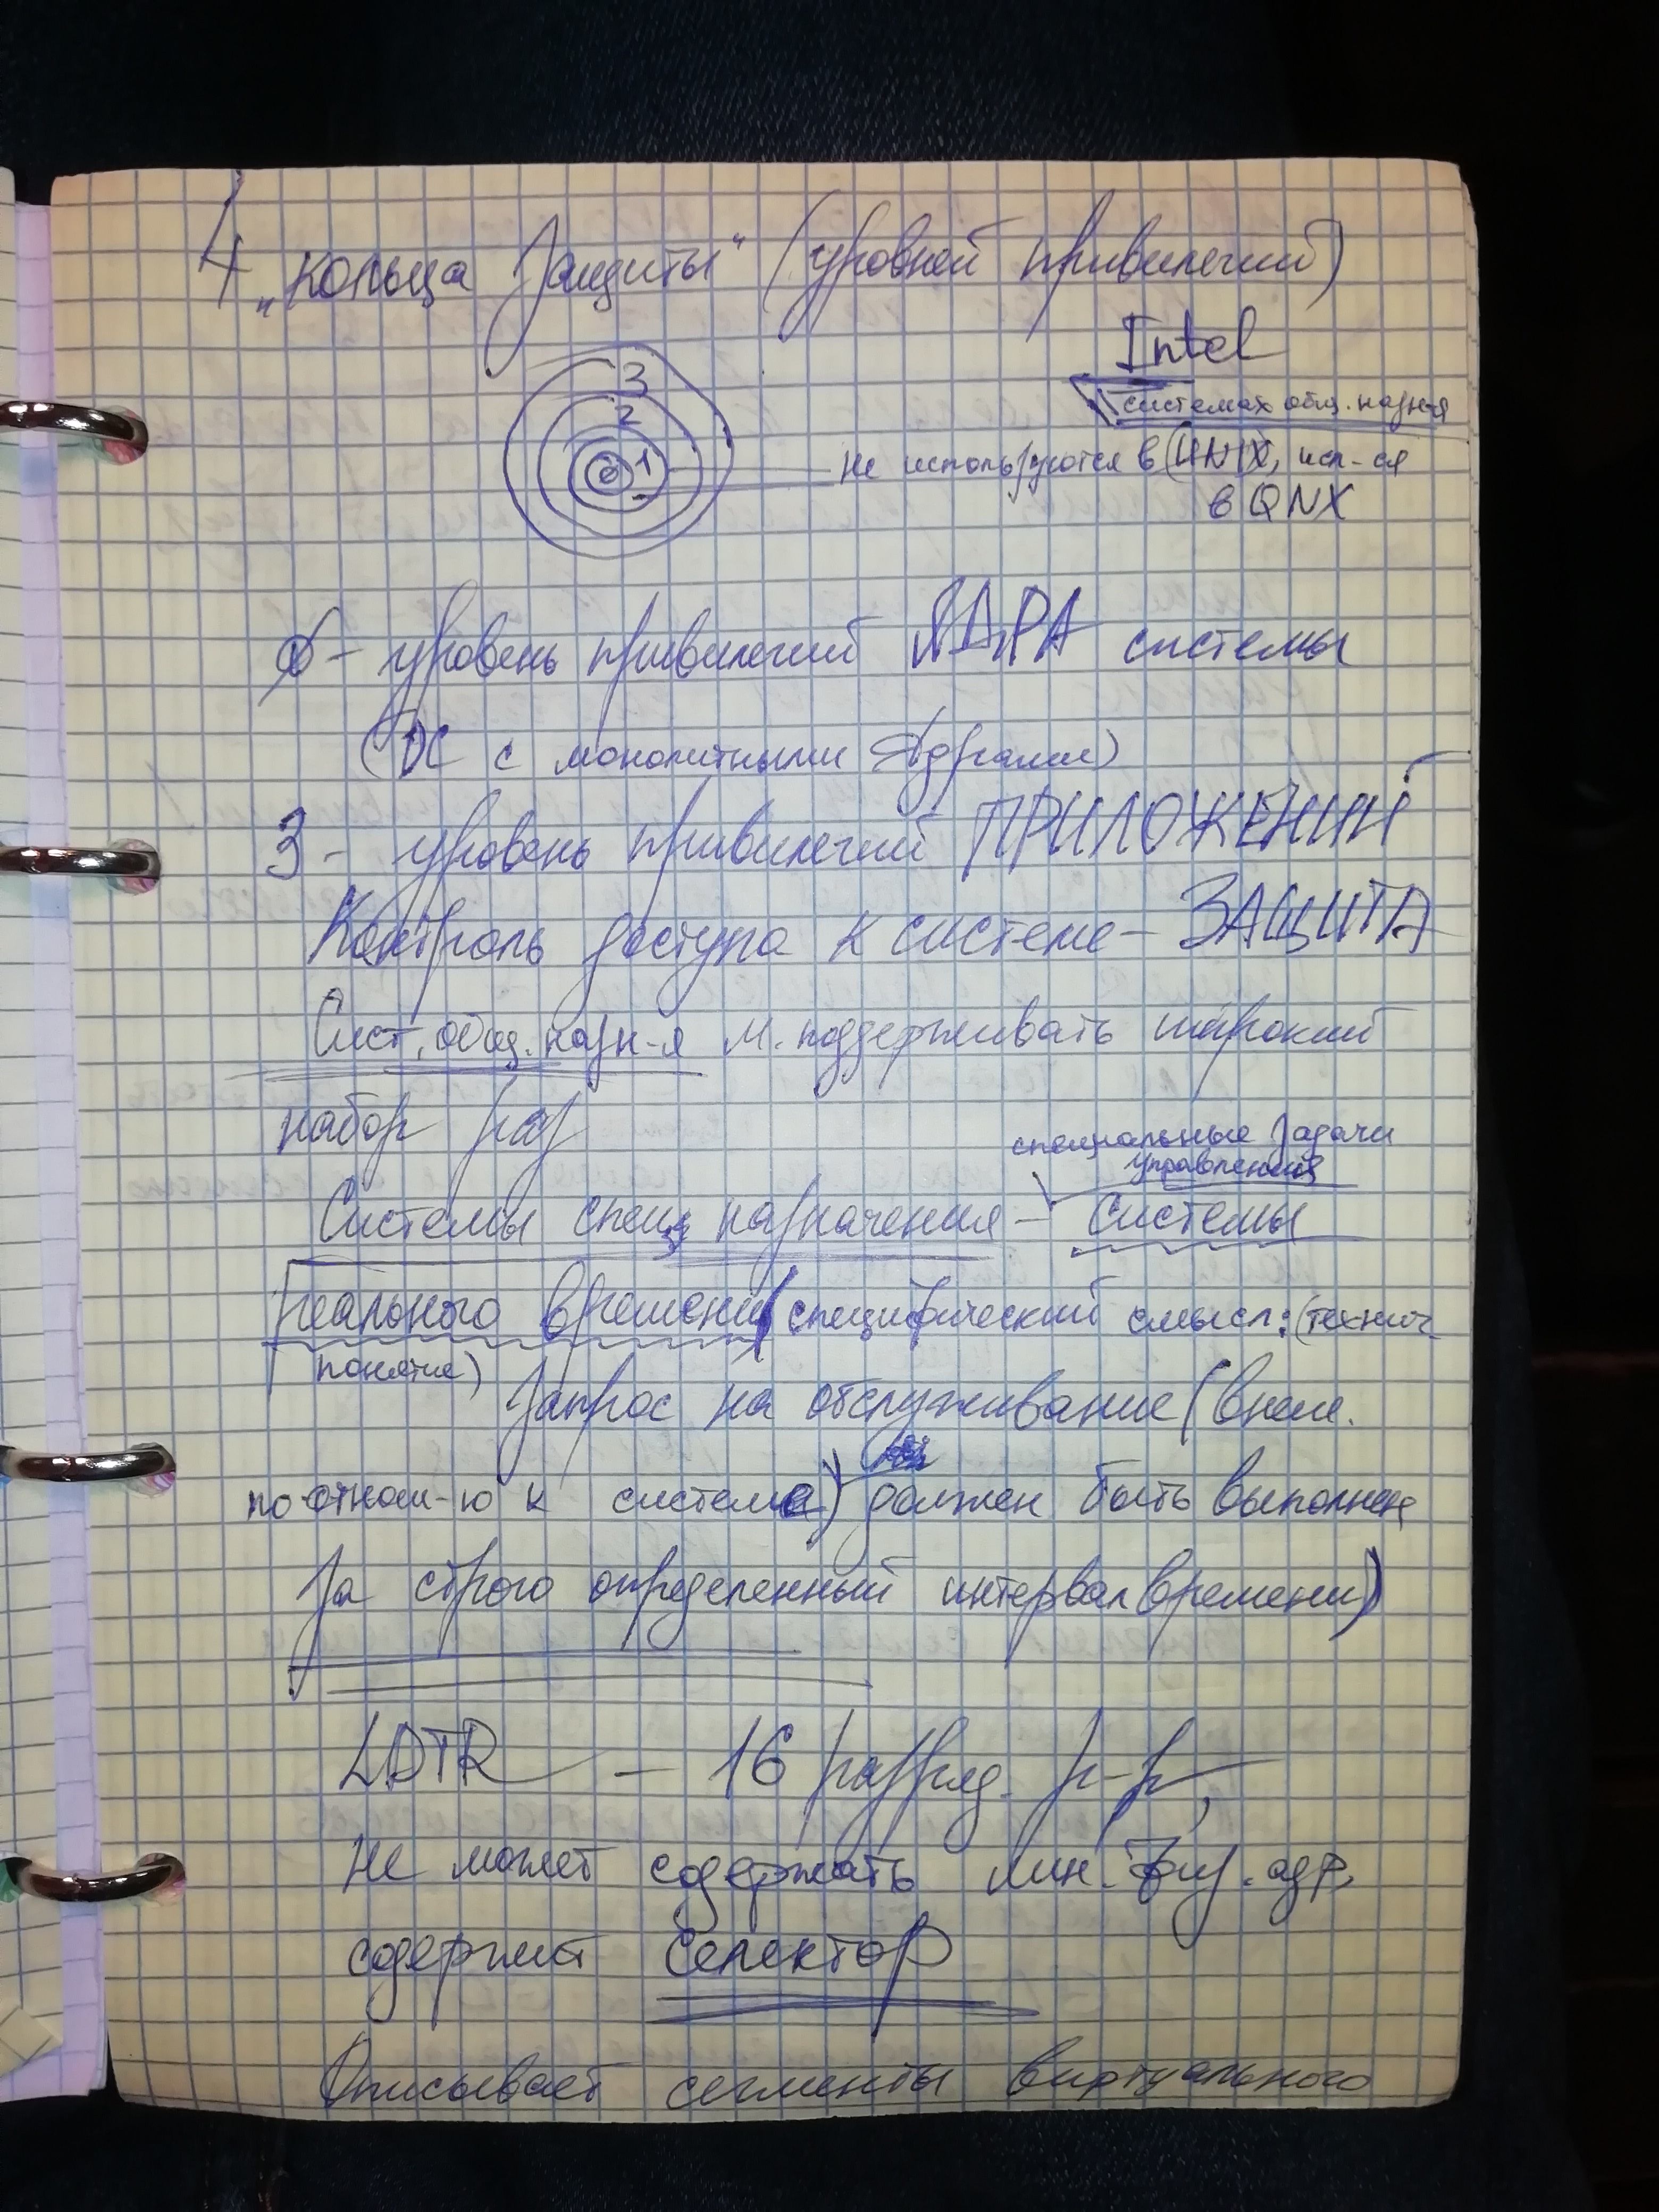 4 „кольца защиты“ (уровней привилегий)
Intel
системах общ. назн-я
3
2
1
0
не используются в UNIX, исп-ся
в QNX
0 - уровень привилегий ЯДРА системы
(ОС с монолитными ядрами)
3 - уровень привилегий ПРИЛОЖЕНИЙ
Контроль доступа к системе - ЗАЩИТА
Сист. общ. назн-я м. поддерживать широкий
набор
специальные задачи
управления
Системы спец назначения - системы
реального времени (специфический смысл: (технич-
понятие)
Запрос на обслуживание (внеш.
по отнош-ю к системе) должен быть выполнен
за строго определенный интервал времени)
LDTR - 16 разряд. р-р,
не может содержать лин. физ. адр,
содержит селектор
Описывает сегменты виртуального